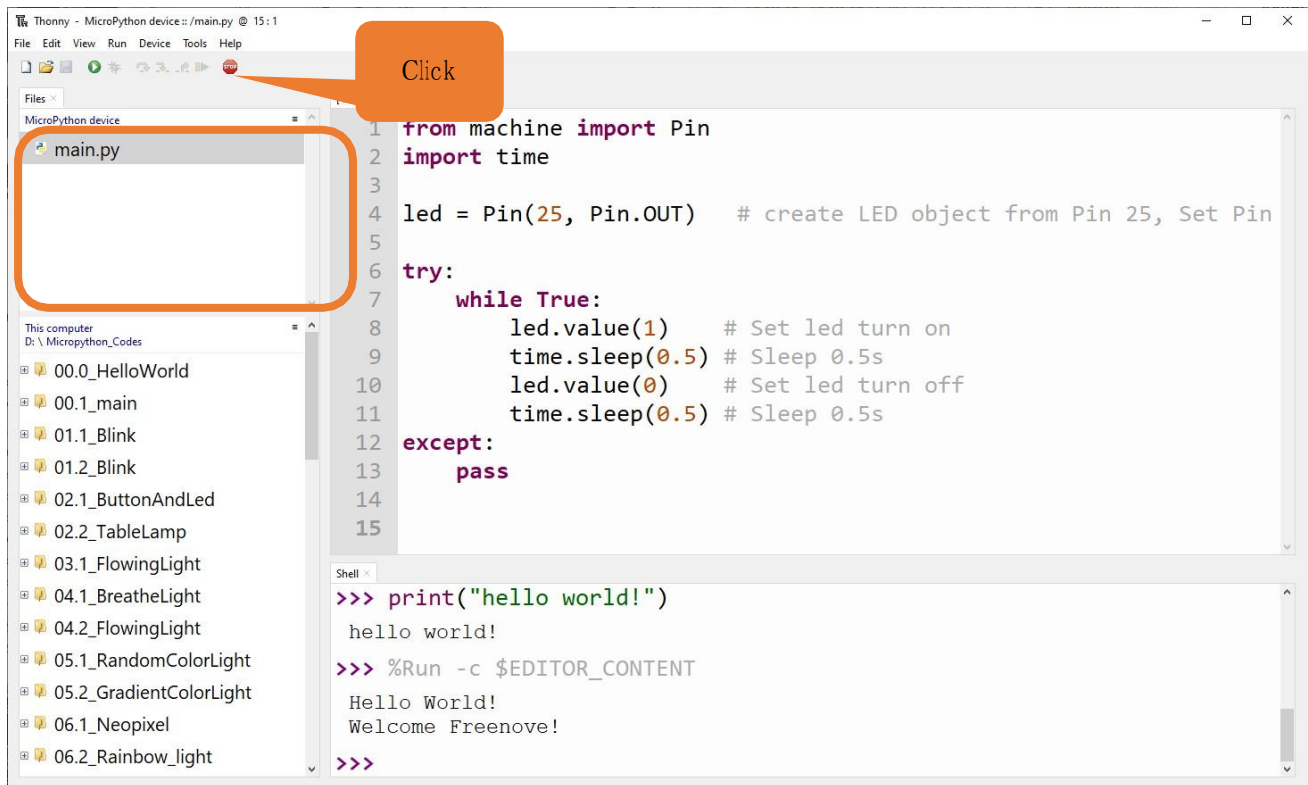 Thonny - MicroPython device :: /main.py @ 15 : 1
File Edit View Run Device Tools Help
STOP
Click
Files
MicroPython device
main.py
This computer
D: \ Micropython_Codes
00.0_HelloWorld
00.1_main
01.1_Blink
01.2_Blink
02.1_ButtonAndLed
02.2_TableLamp
03.1_FlowingLight
04.1_BreatheLight
04.2_FlowingLight
05.1_RandomColorLight
05.2_GradientColorLight
06.1_Neopixel
06.2_Rainbow_light
1 from machine import Pin
2 import time
3
4 led = Pin(25, Pin.OUT)   # create LED object from Pin 25, Set Pin
5
6 try:
7     while True:
8         led.value(1)    # Set led turn on
9         time.sleep(0.5) # Sleep 0.5s
10         led.value(0)    # Set led turn off
11         time.sleep(0.5) # Sleep 0.5s
12 except:
13     pass
14
15
Shell
>>> print("hello world!")
hello world!
>>> %Run -c $EDITOR_CONTENT
Hello World!
Welcome Freenove!
>>>